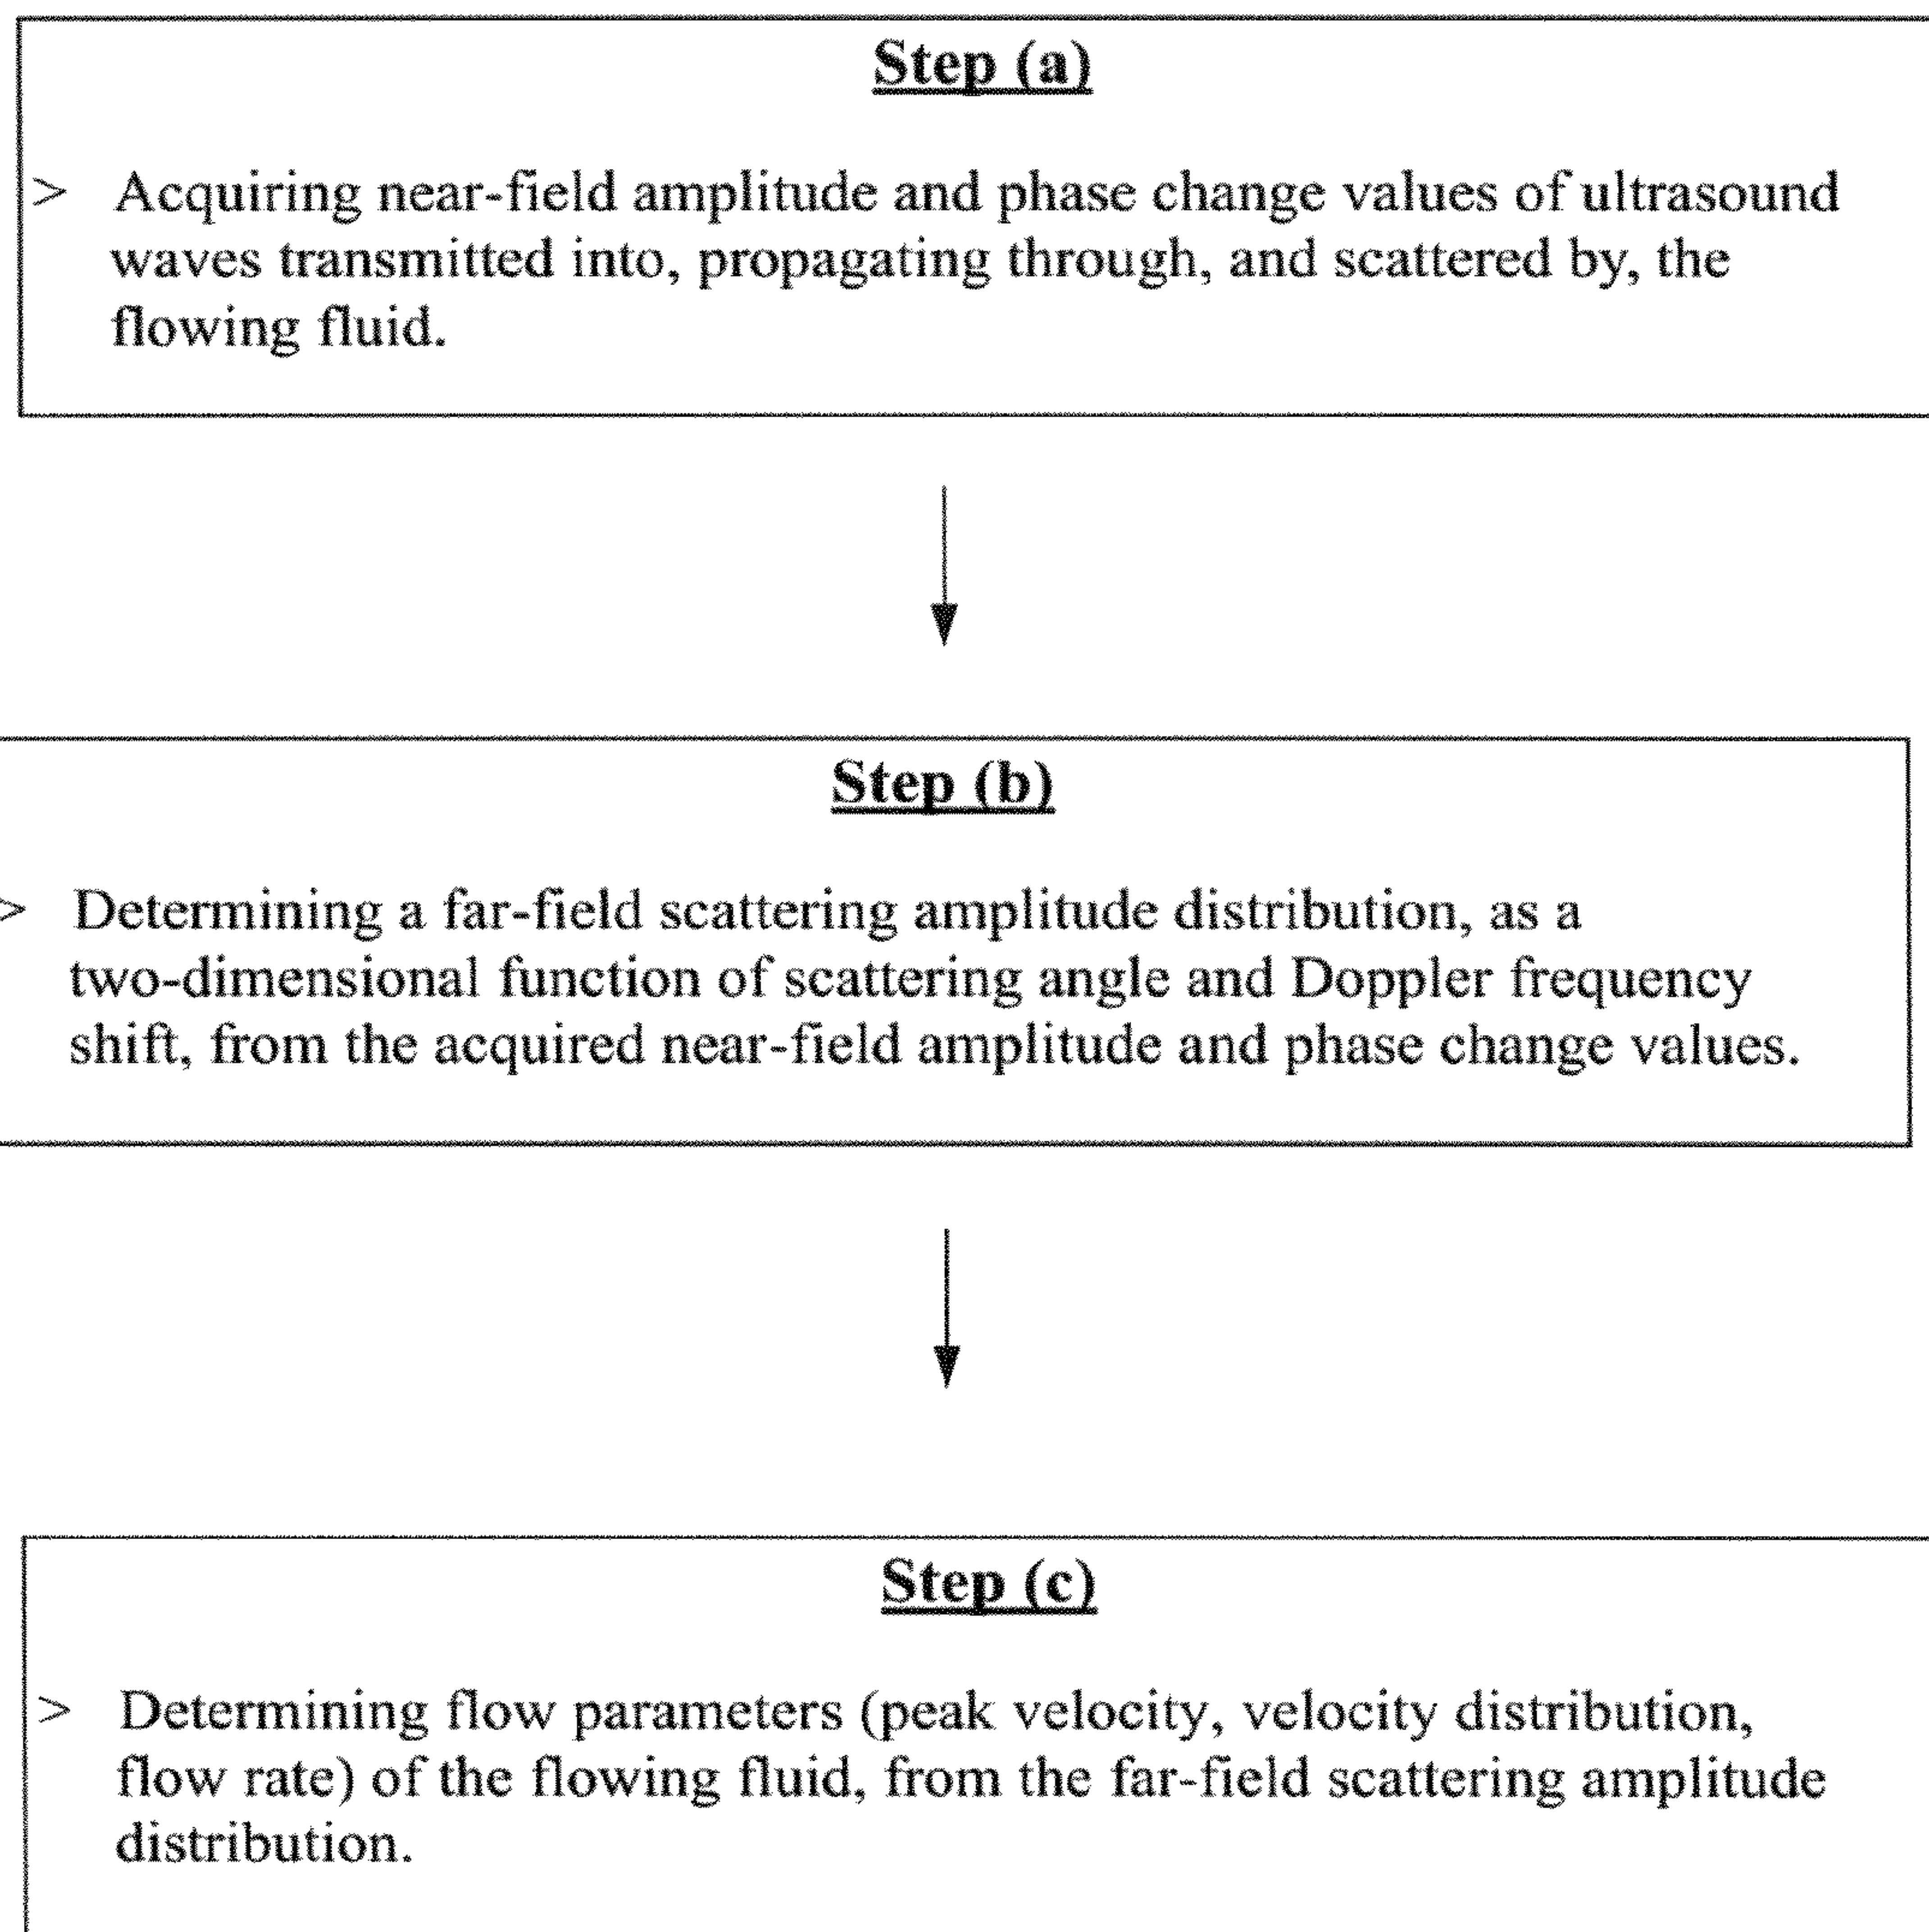 Step (a)
> Acquiring near-field amplitude and phase change values of ultrasound
waves transmitted into, propagating through, and scattered by, the
flowing fluid.
Step (b)
> Determining a far-field scattering amplitude distribution, as a
two-dimensional function of scattering angle and Doppler frequency
shift, from the acquired near-field amplitude and phase change values.
Step (c)
> Determining flow parameters (peak velocity, velocity distribution,
flow rate) of the flowing fluid, from the far-field scattering amplitude
distribution.